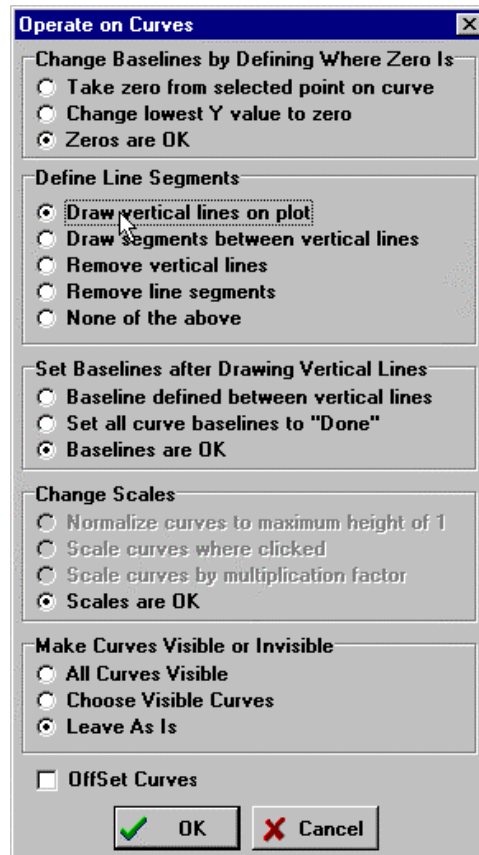 Operate on Curves
Change Baselines by Defining Where Zero Is
Take zero from selected point on curve
Change lowest Y value to zero
Zeros are OK
Define Line Segments
Draw vertical lines on plot
Draw segments between vertical lines
Remove vertical lines
Remove line segments
None of the above
Set Baselines after Drawing Vertical Lines
Baseline defined between vertical lines
Set all curve baselines to "Done"
Baselines are OK
Change Scales
Normalize curves to maximum height of 1
Scale curves where clicked
Scale curves by multiplication factor
Scales are OK
Make Curves Visible or Invisible
All Curves Visible
Choose Visible Curves
Leave As Is
OffSet Curves
OK
Cancel